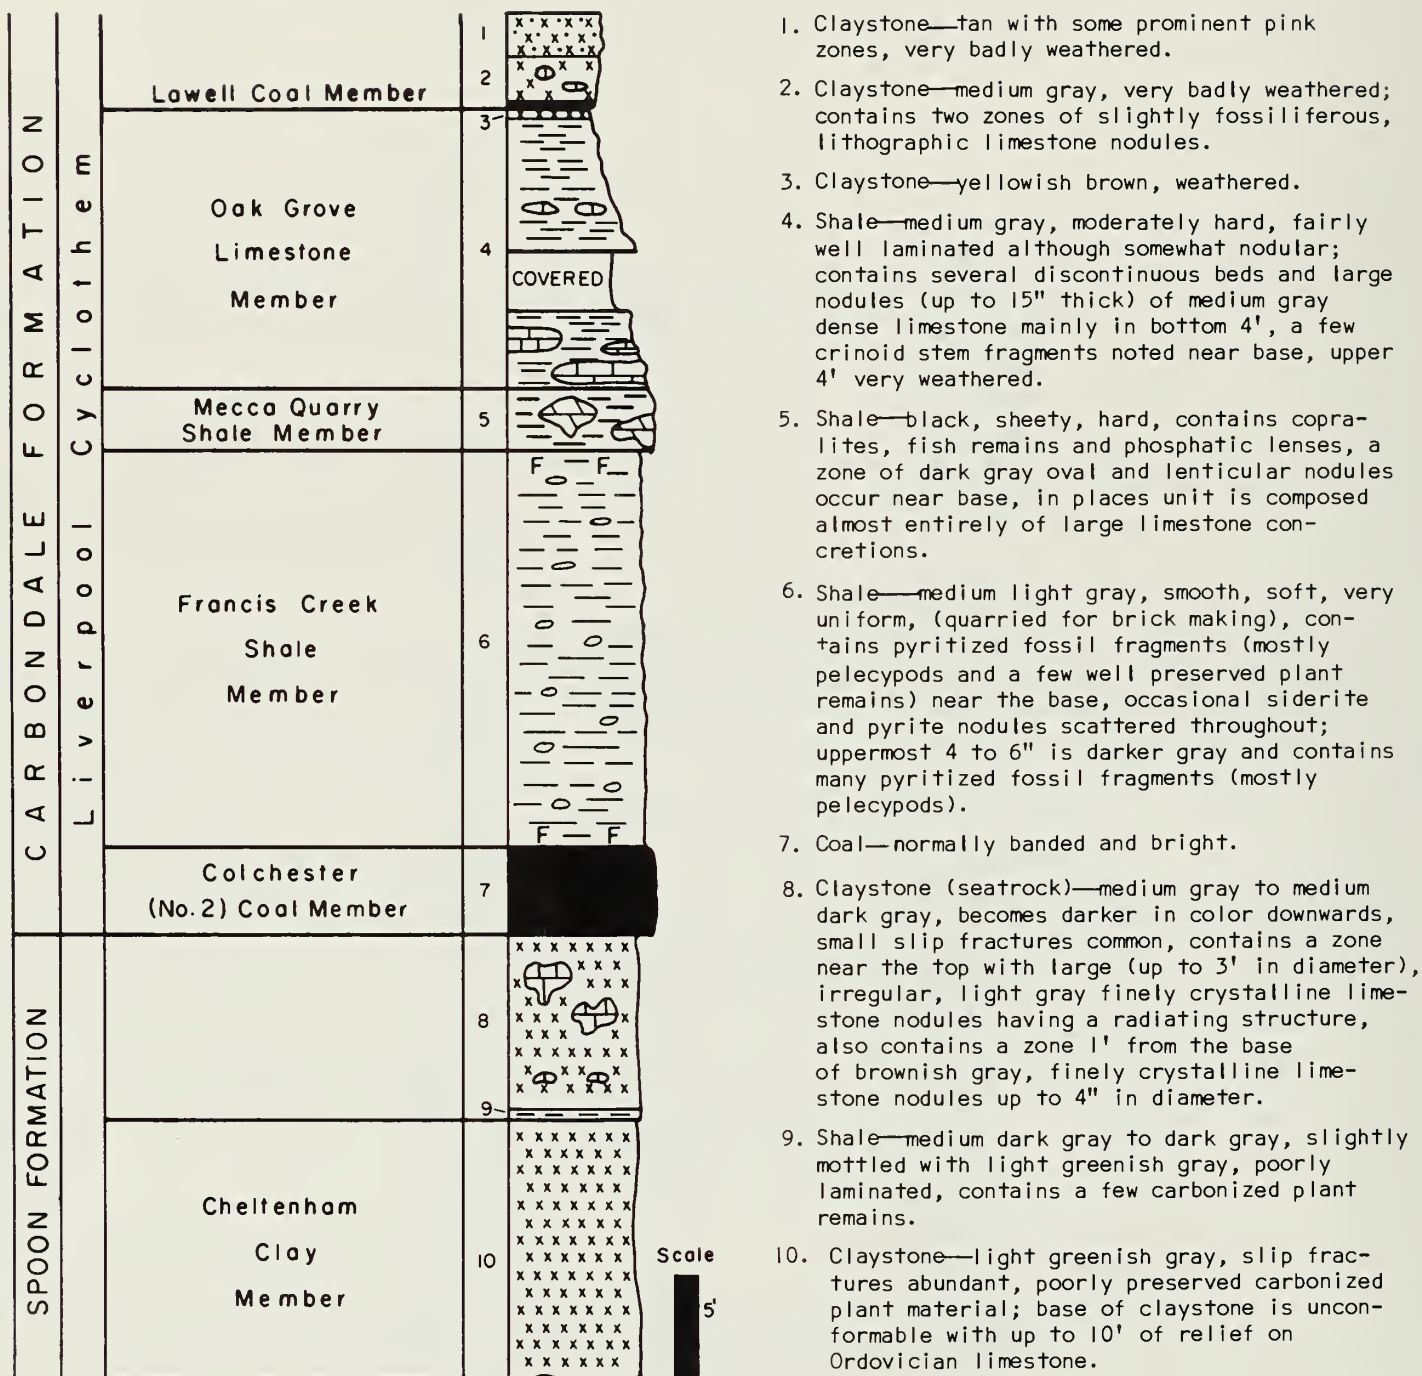 CARBONDALE FORMATION
SPOON FORMATION
Liverpool Cyclothem
Lowell Coal Member
Oak Grove
Limestone
Member
Mecca Quarry
Shale Member
Francis Creek
Shale
Member
Colchester
(No. 2) Coal Member
Cheltenham
Clay
Member
1
2
3
4
5
6
7
8
9
10
COVERED
F F
F F
Scale
5'
1. Claystone—tan with some prominent pink
zones, very badly weathered.
2. Claystone—medium gray, very badly weathered;
contains two zones of slightly fossiliferous,
lithographic limestone nodules.
3. Claystone—yellowish brown, weathered.
4. Shale—medium gray, moderately hard, fairly
well laminated although somewhat nodular;
contains several discontinuous beds and large
nodules (up to 15" thick) of medium gray
dense limestone mainly in bottom 4', a few
crinoid stem fragments noted near base, upper
4' very weathered.
5. Shale—black, sheety, hard, contains copra-
lites, fish remains and phosphatic lenses, a
zone of dark gray oval and lenticular nodules
occur near base, in places unit is composed
almost entirely of large limestone con-
cretions.
6. Shale—medium light gray, smooth, soft, very
uniform, (quarried for brick making), con-
tains pyritized fossil fragments (mostly
pelecypods and a few well preserved plant
remains) near the base, occasional siderite
and pyrite nodules scattered throughout;
uppermost 4 to 6" is darker gray and contains
many pyritized fossil fragments (mostly
pelecypods).
7. Coal—normally banded and bright.
8. Claystone (seatrock)—medium gray to medium
dark gray, becomes darker in color downwards,
small slip fractures common, contains a zone
near the top with large (up to 3' in diameter),
irregular, light gray finely crystalline lime-
stone nodules having a radiating structure,
also contains a zone 1' from the base
of brownish gray, finely crystalline lime-
stone nodules up to 4" in diameter.
9. Shale—medium dark gray to dark gray, slightly
mottled with light greenish gray, poorly
laminated, contains a few carbonized plant
remains.
10. Claystone—light greenish gray, slip frac-
tures abundant, poorly preserved carbonized
plant material; base of claystone is uncon-
formable with up to 10' of relief on
Ordovician limestone.